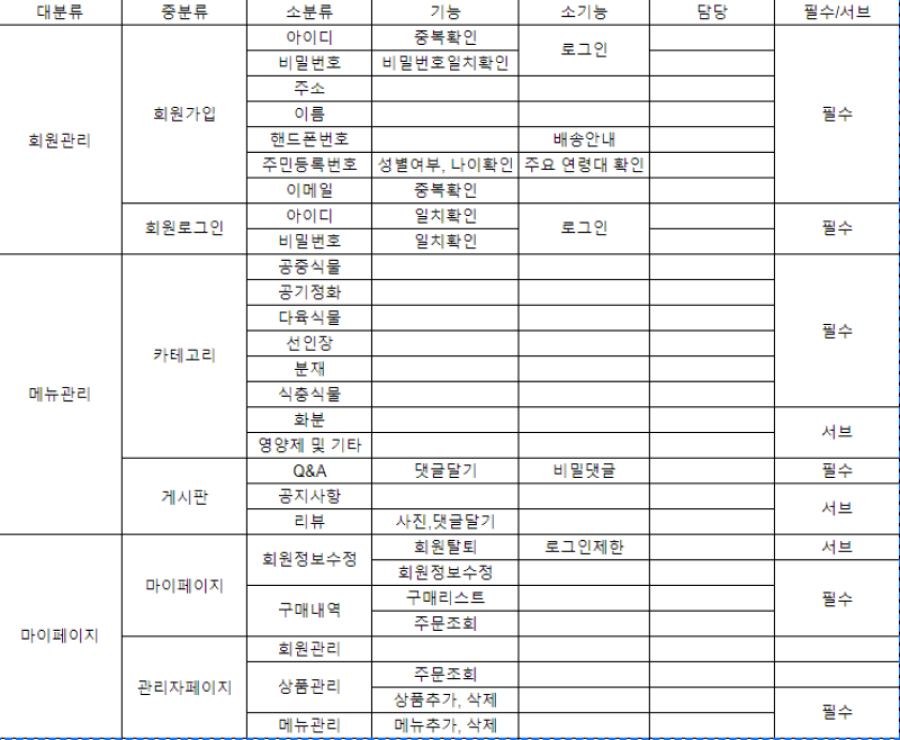 대분류 중분류 소분류 기능 소기능 담당 필수/서브
회원관리 회원가입 아이디 중복확인 로그인 필수
비밀번호 비밀번호일치확인
주소
이름
핸드폰번호 배송안내
주민등록번호 성별여부, 나이확인 주요 연령대 확인
이메일 중복확인
회원로그인 아이디 일치확인 로그인 필수
비밀번호 일치확인
메뉴관리 카테고리 공중식물 필수
공기정화
다육식물
선인장
분재
식충식물
화분 서브
영양제 및 기타
게시판 Q&A 댓글달기 비밀댓글 필수
공지사항 서브
리뷰 사진,댓글달기
마이페이지 마이페이지 회원정보수정 회원탈퇴 로그인제한 서브
회원정보수정 필수
구매내역 구매리스트
주문조회
관리자페이지 회원관리
상품관리 주문조회
상품추가, 삭제 필수
메뉴관리 메뉴추가, 삭제